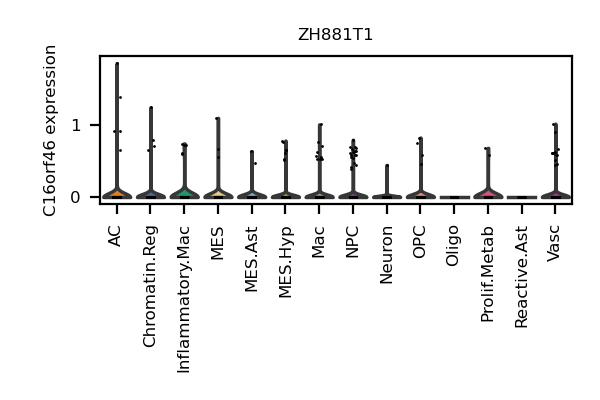 ZH881T1
C16orf46 expression
1
0
AC
Chromatin.Reg
Inflammatory.Mac
MES
MES.Ast
MES.Hyp
Mac
NPC
Neuron
OPC
Oligo
Prolif.Metab
Reactive.Ast
Vasc